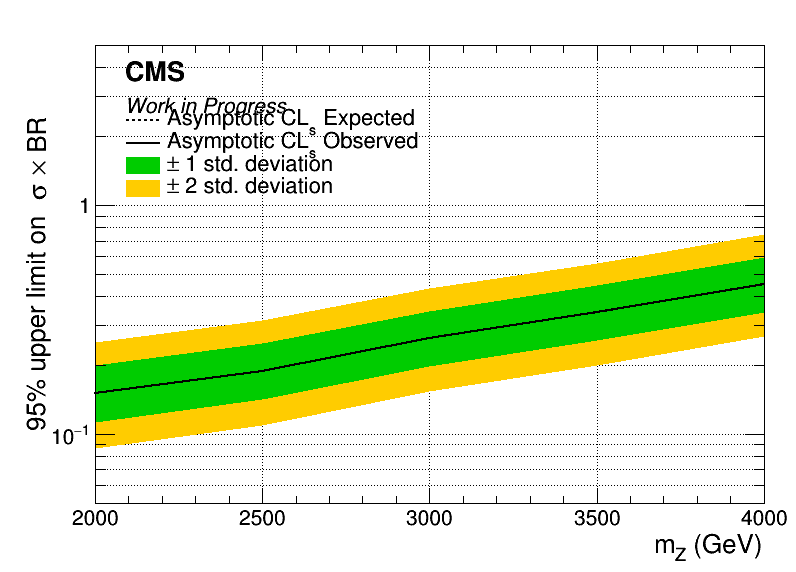 CMS
Work in Progress
Asymptotic CLs Expected
Asymptotic CLs Observed
± 1 std. deviation
± 2 std. deviation
95% upper limit on σ × BR
1
10⁻¹
2000 2500 3000 3500 4000
m_Z (GeV)